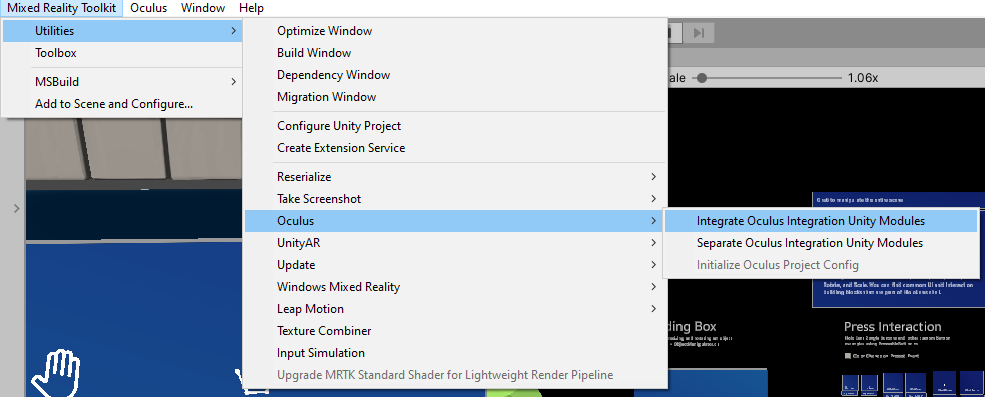 Mixed Reality Toolkit Oculus Window Help
Utilities
Toolbox
MSBuild
Add to Scene and Configure...
Optimize Window
Build Window
Dependency Window
Migration Window
Configure Unity Project
Create Extension Service
Reserialize
Take Screenshot
Oculus
UnityAR
Update
Windows Mixed Reality
Leap Motion
Texture Combiner
Input Simulation
Upgrade MRTK Standard Shader for Lightweight Render Pipeline
Integrate Oculus Integration Unity Modules
Separate Oculus Integration Unity Modules
Initialize Oculus Project Config
ale 1.06x
ding Box
Press Interaction